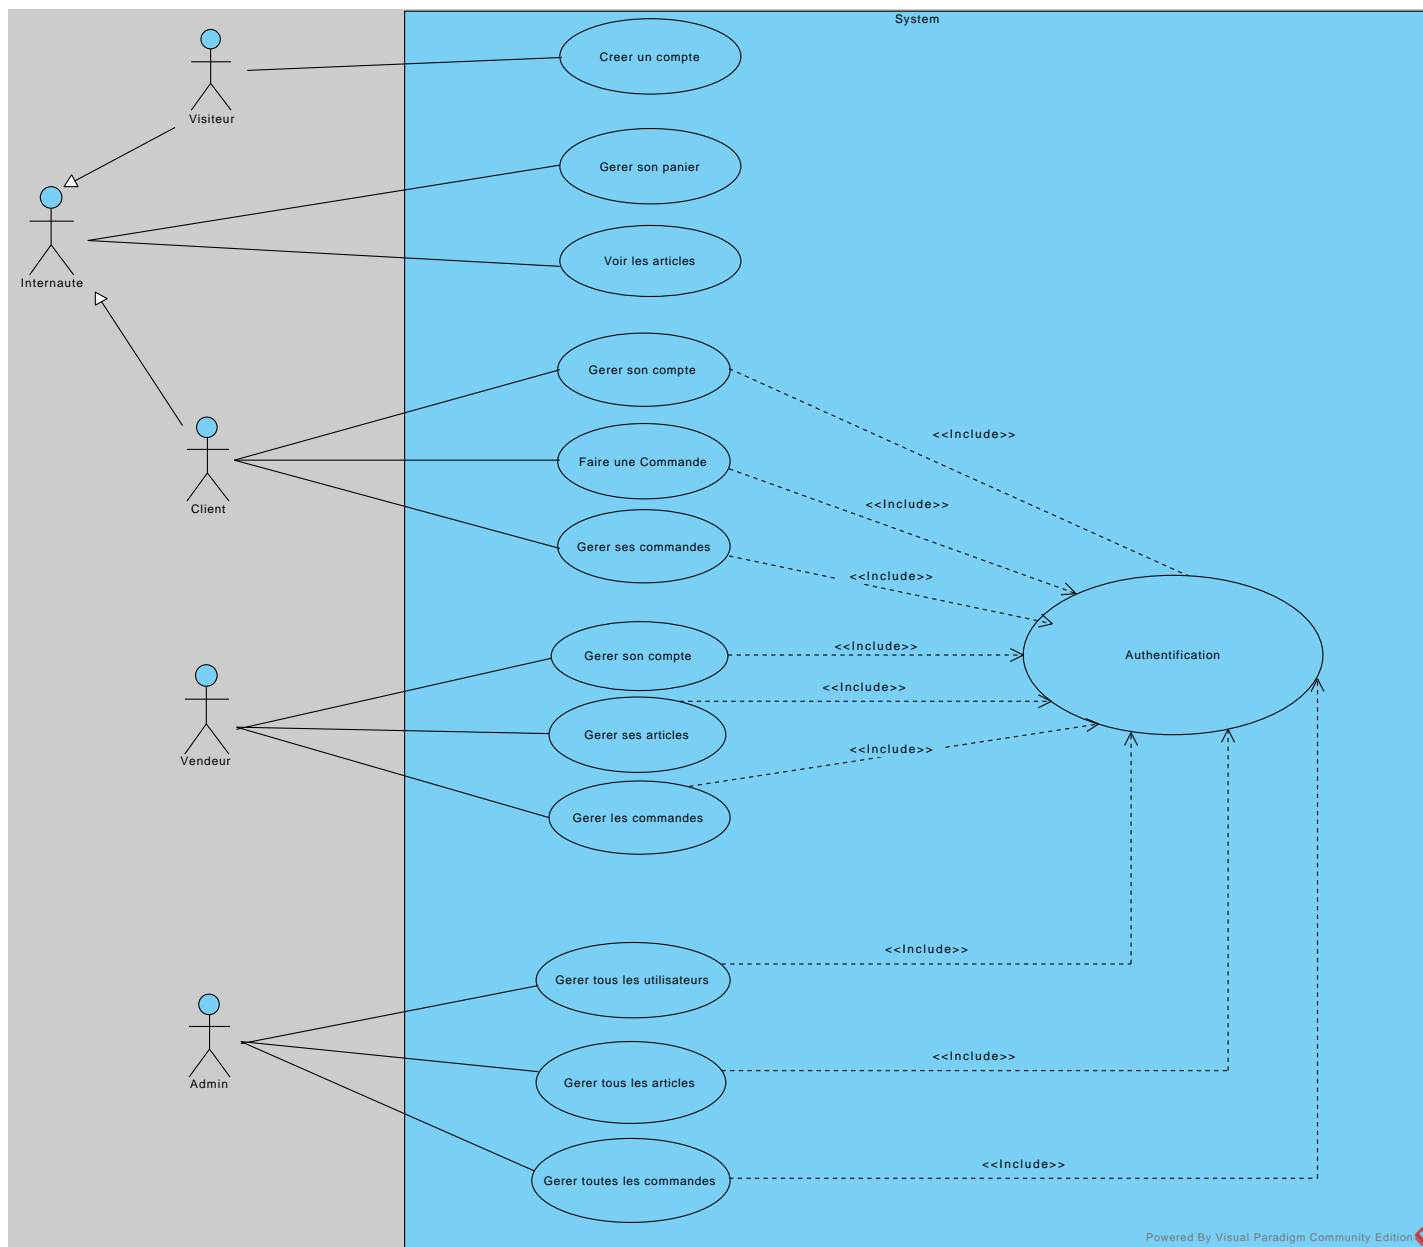 System
Creer un compte
Visiteur
Gerer son panier
Voir les articles
Internaute
Gerer son compte
<<Include>>
Faire une Commande
<<Include>>
Client
Gerer ses commandes
<<Include>>
Gerer son compte
<<Include>>
Authentification
<<Include>>
Gerer ses articles
<<Include>>
Vendeur
Gerer les commandes
<<Include>>
Gerer tous les utilisateurs
<<Include>>
Admin
Gerer tous les articles
<<Include>>
Gerer toutes les commandes
Powered By Visual Paradigm Community Edition